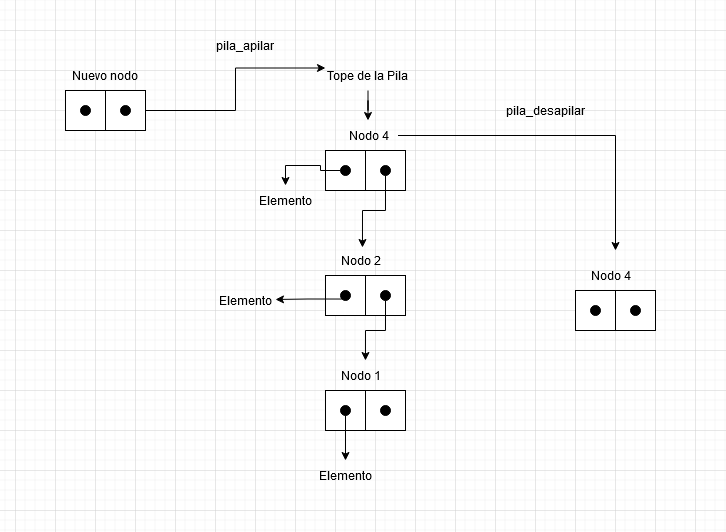 pila_apilar
Nuevo nodo
Tope de la Pila
pila_desapilar
Nodo 4
Elemento
Nodo 2
Nodo 4
Elemento
Nodo 1
Elemento